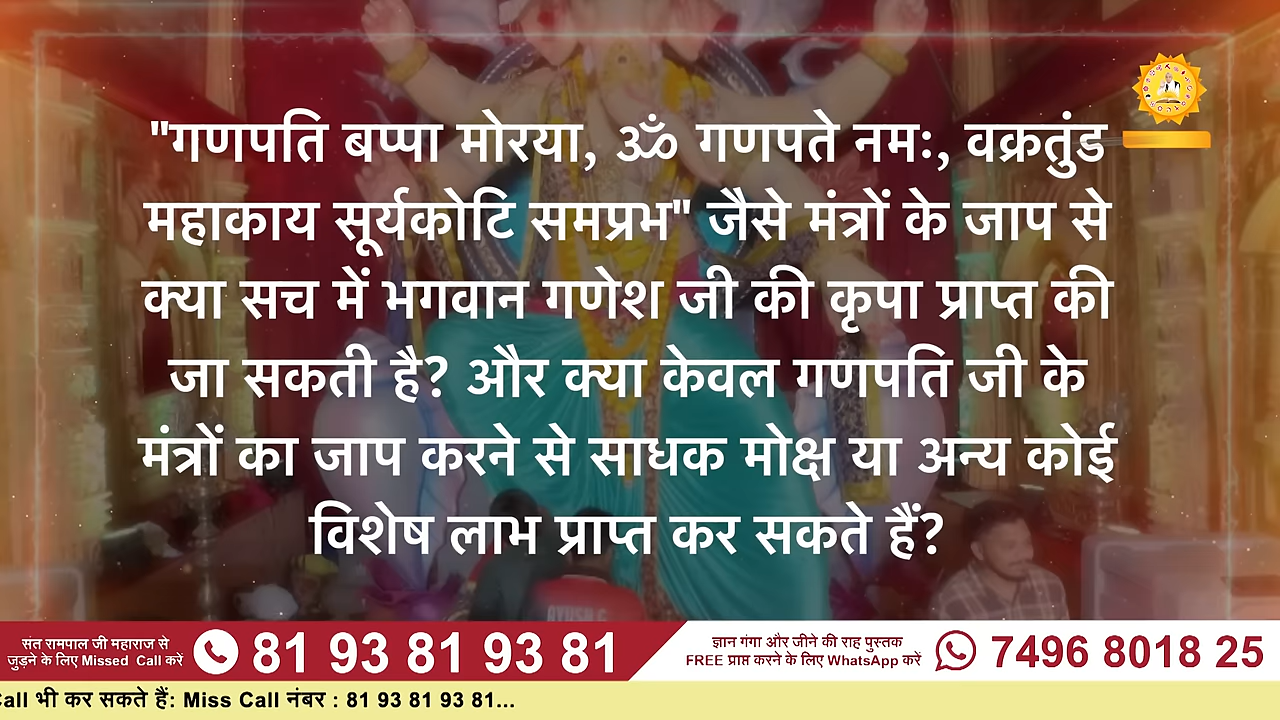 "गणपति बप्पा मोरया, ॐ गणपते नमः, वक्रतुंड
महाकाय सूर्यकोटि समप्रभ" जैसे मंत्रों के जाप से
क्या सच में भगवान गणेश जी की कृपा प्राप्त की
जा सकती है? और क्या केवल गणपति जी के
मंत्रों का जाप करने से साधक मोक्ष या अन्य कोई
विशेष लाभ प्राप्त कर सकते हैं?
AYUSH G
संत रामपाल जी महाराज से
जुड़ने के लिए Missed Call करें
81 93 81 93 81
ज्ञान गंगा और जीने की राह पुस्तक
FREE प्राप्त करने के लिए WhatsApp करें
7496 8018 25
Call भी कर सकते हैं: Miss Call नंबर : 81 93 81 93 81...